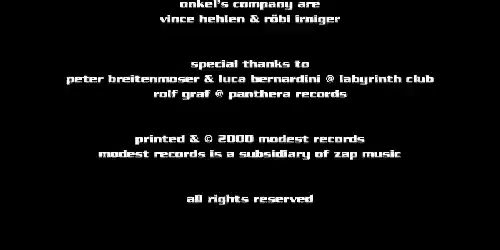 onkel's company are
vince hehlen & röbi irniger
special thanks to
peter breitenmoser & luca bernardini @ labyrinth club
rolf graf @ panthera records
printed & © 2000 modest records
modest records is a subsidiary of zap music
all rights reserved